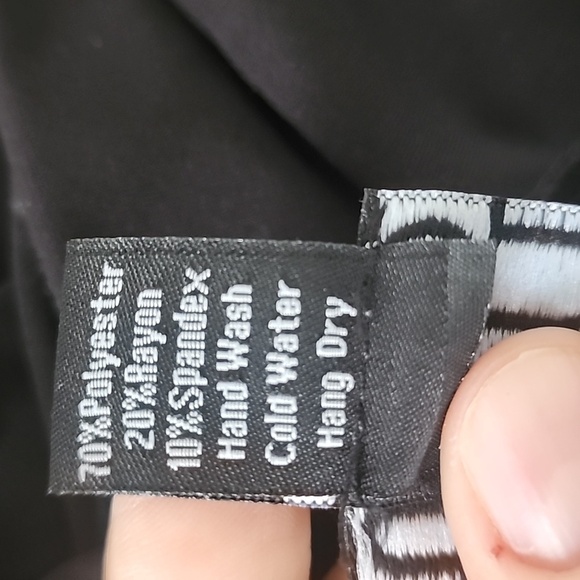 70%Polyester
20%Rayon
10%Spandex
Hand Wash
Cold Water
Hang Dry